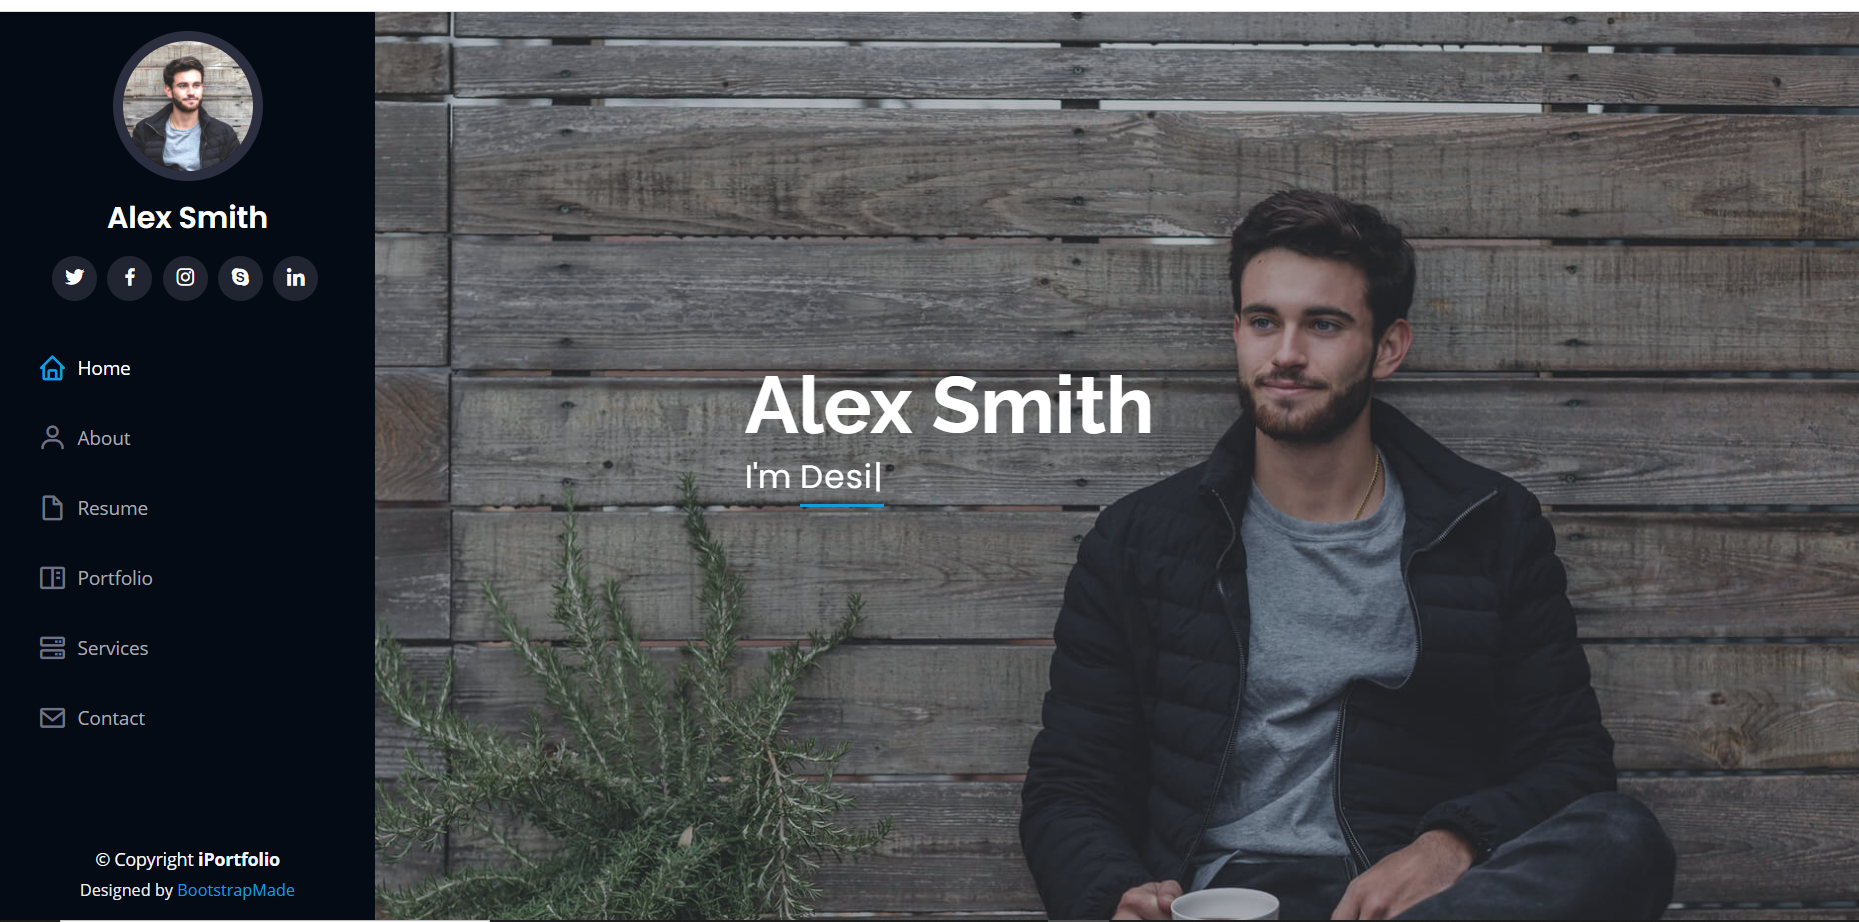 Alex Smith
Home
About
Resume
Portfolio
Services
Contact
© Copyright iPortfolio
Designed by BootstrapMade
Alex Smith
I'm Desi|